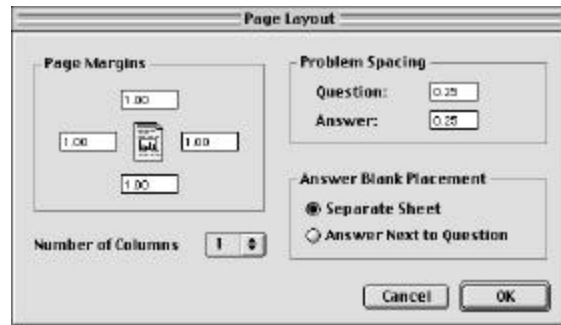 Page Layout
Page Margins
1.00
1.00
1.00
1.00
Number of Columns
1
Problem Spacing
Question:
0.25
Answer:
0.25
Answer Blank Placement
Separate Sheet
Answer Next to Question
Cancel
OK